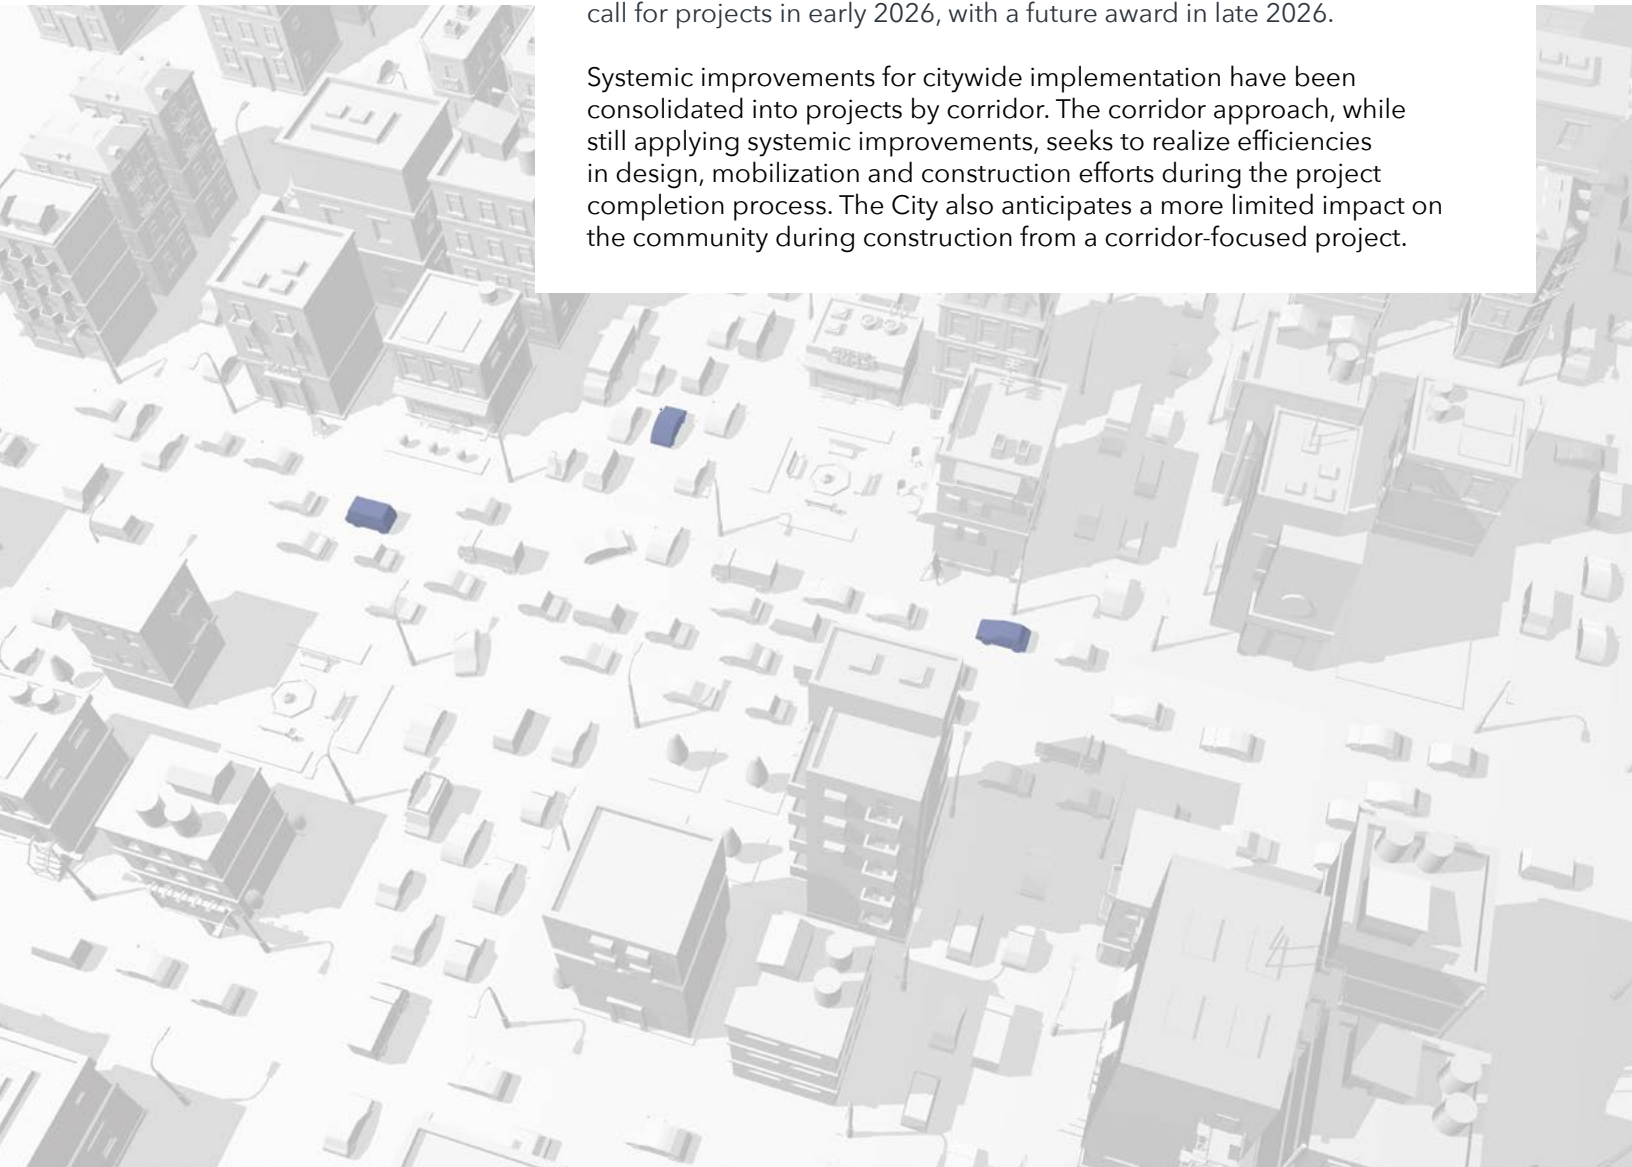 call for projects in early 2026, with a future award in late 2026.
Systemic improvements for citywide implementation have been
consolidated into projects by corridor. The corridor approach, while
still applying systemic improvements, seeks to realize efficiencies
in design, mobilization and construction efforts during the project
completion process. The City also anticipates a more limited impact on
the community during construction from a corridor-focused project.